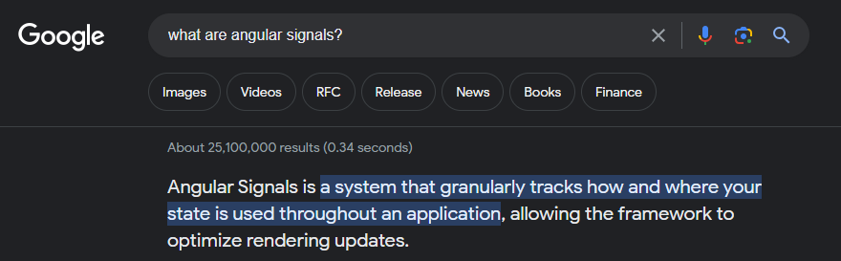 Google
what are angular signals?
Images
Videos
RFC
Release
News
Books
Finance
About 25,100,000 results (0.34 seconds)
Angular Signals is a system that granularly tracks how and where your
state is used throughout an application, allowing the framework to
optimize rendering updates.